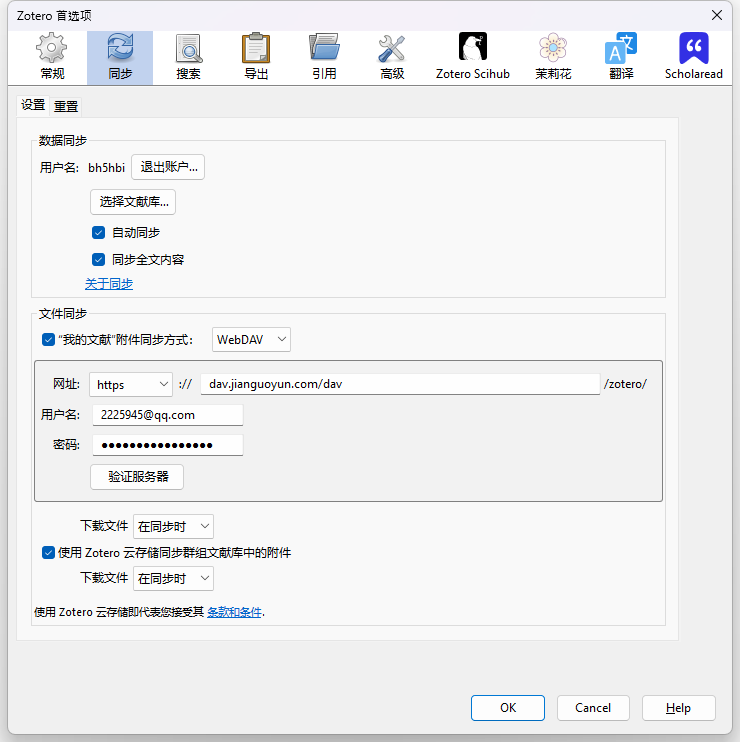 Zotero 首选项
常规 同步 搜索 导出 引用 高级 Zotero Scihub 茉莉花 翻译 Scholaread
设置 重置
数据同步
用户名: bh5hbi 退出账户...
选择文献库...
自动同步
同步全文内容
关于同步
文件同步
“我的文献”附件同步方式: WebDAV
网址: https :// dav.jianguoyun.com/dav /zotero/
用户名: 2225945@qq.com
密码: ●●●●●●●●●●●●●●●●
验证服务器
下载文件 在同步时
使用 Zotero 云存储同步群组文献库中的附件
下载文件 在同步时
使用 Zotero 云存储即代表您接受其 条款和条件.
OK Cancel Help